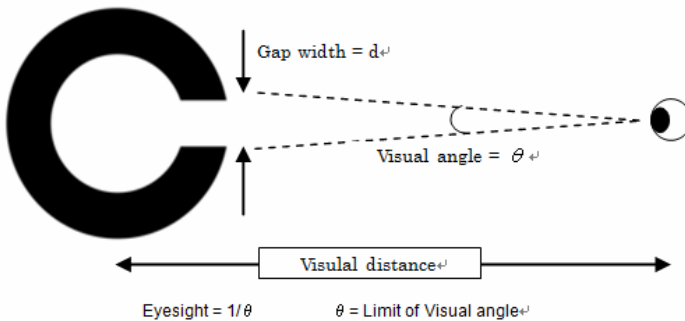 Gap width = d↵
Visual angle = θ↵
Visulal distance↵
Eyesight = 1/θ θ = Limit of Visual angle↵